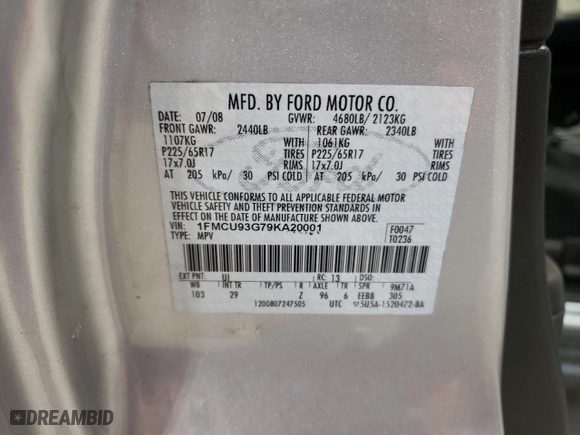 MFD. BY FORD MOTOR CO.
DATE: 07/08 GVWR: 4680LB/ 2123KG
FRONT GAWR: 2440LB REAR GAWR: 2340LB
1107KG WITH 1061KG WITH
P225/65R17 TIRES P225/65R17 TIRES
17x7.0J RIMS 17x7.0J RIMS
AT 205 kPa/ 30 PSI COLD AT 205 kPa/ 30 PSI COLD
THIS VEHICLE CONFORMS TO ALL APPLICABLE FEDERAL MOTOR
VEHICLE SAFETY AND THEFT PREVENTION STANDARDS IN
EFFECT ON THE DATE OF MANUFACTURE SHOWN ABOVE.
VIN: 1FMCU93G79KA20001 F0047
TYPE: MPV T0236
EXT PNT: UI RC: 13 DSO:
WB INT TR TP/PS R AXLE TR SPR 9M71A
103 29 Z 96 6 EEBB 305
1200807247505 UTC ▽5U5A-1520472-BA
DREAMBID